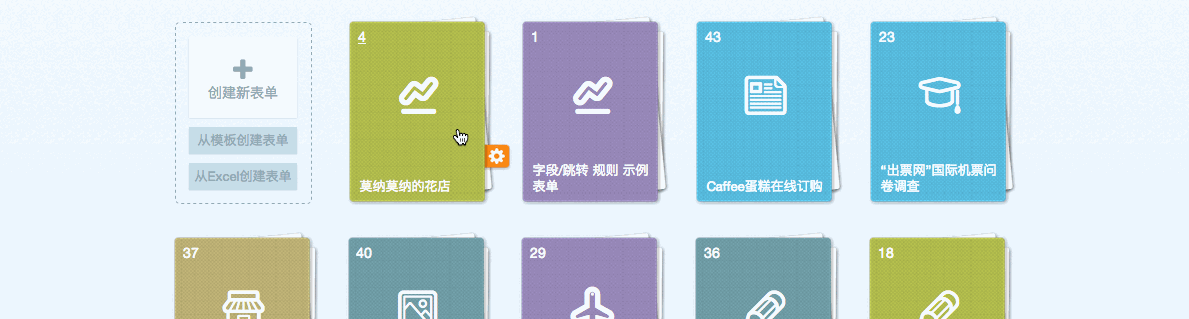 4
1
43
23
创建新表单
从模板创建表单
从Excel创建表单
莫纳莫纳的花店
字段/跳转 规则 示例
表单
Caffee蛋糕在线订购
“出票网”国际机票问
卷调查
37
40
29
36
18